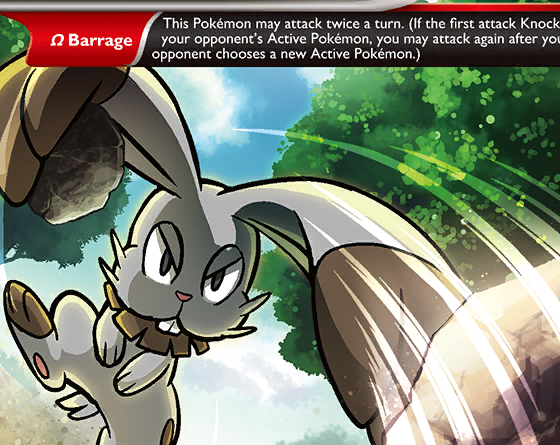 Ω Barrage
This Pokémon may attack twice a turn. (If the first attack Knock
your opponent's Active Pokémon, you may attack again after you
opponent chooses a new Active Pokémon.)